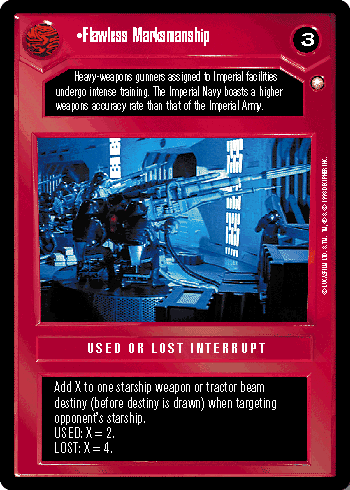 •Flawless Marksmanship
3
Heavy-weapons gunners assigned to Imperial facilities
undergo intense training. The Imperial Navy boasts a higher
weapons accuracy rate than that of the Imperial Army.
USED OR LOST INTERRUPT
Add X to one starship weapon or tractor beam
destiny (before destiny is drawn) when targeting
opponent's starship.
USED: X = 2.
LOST: X = 4.